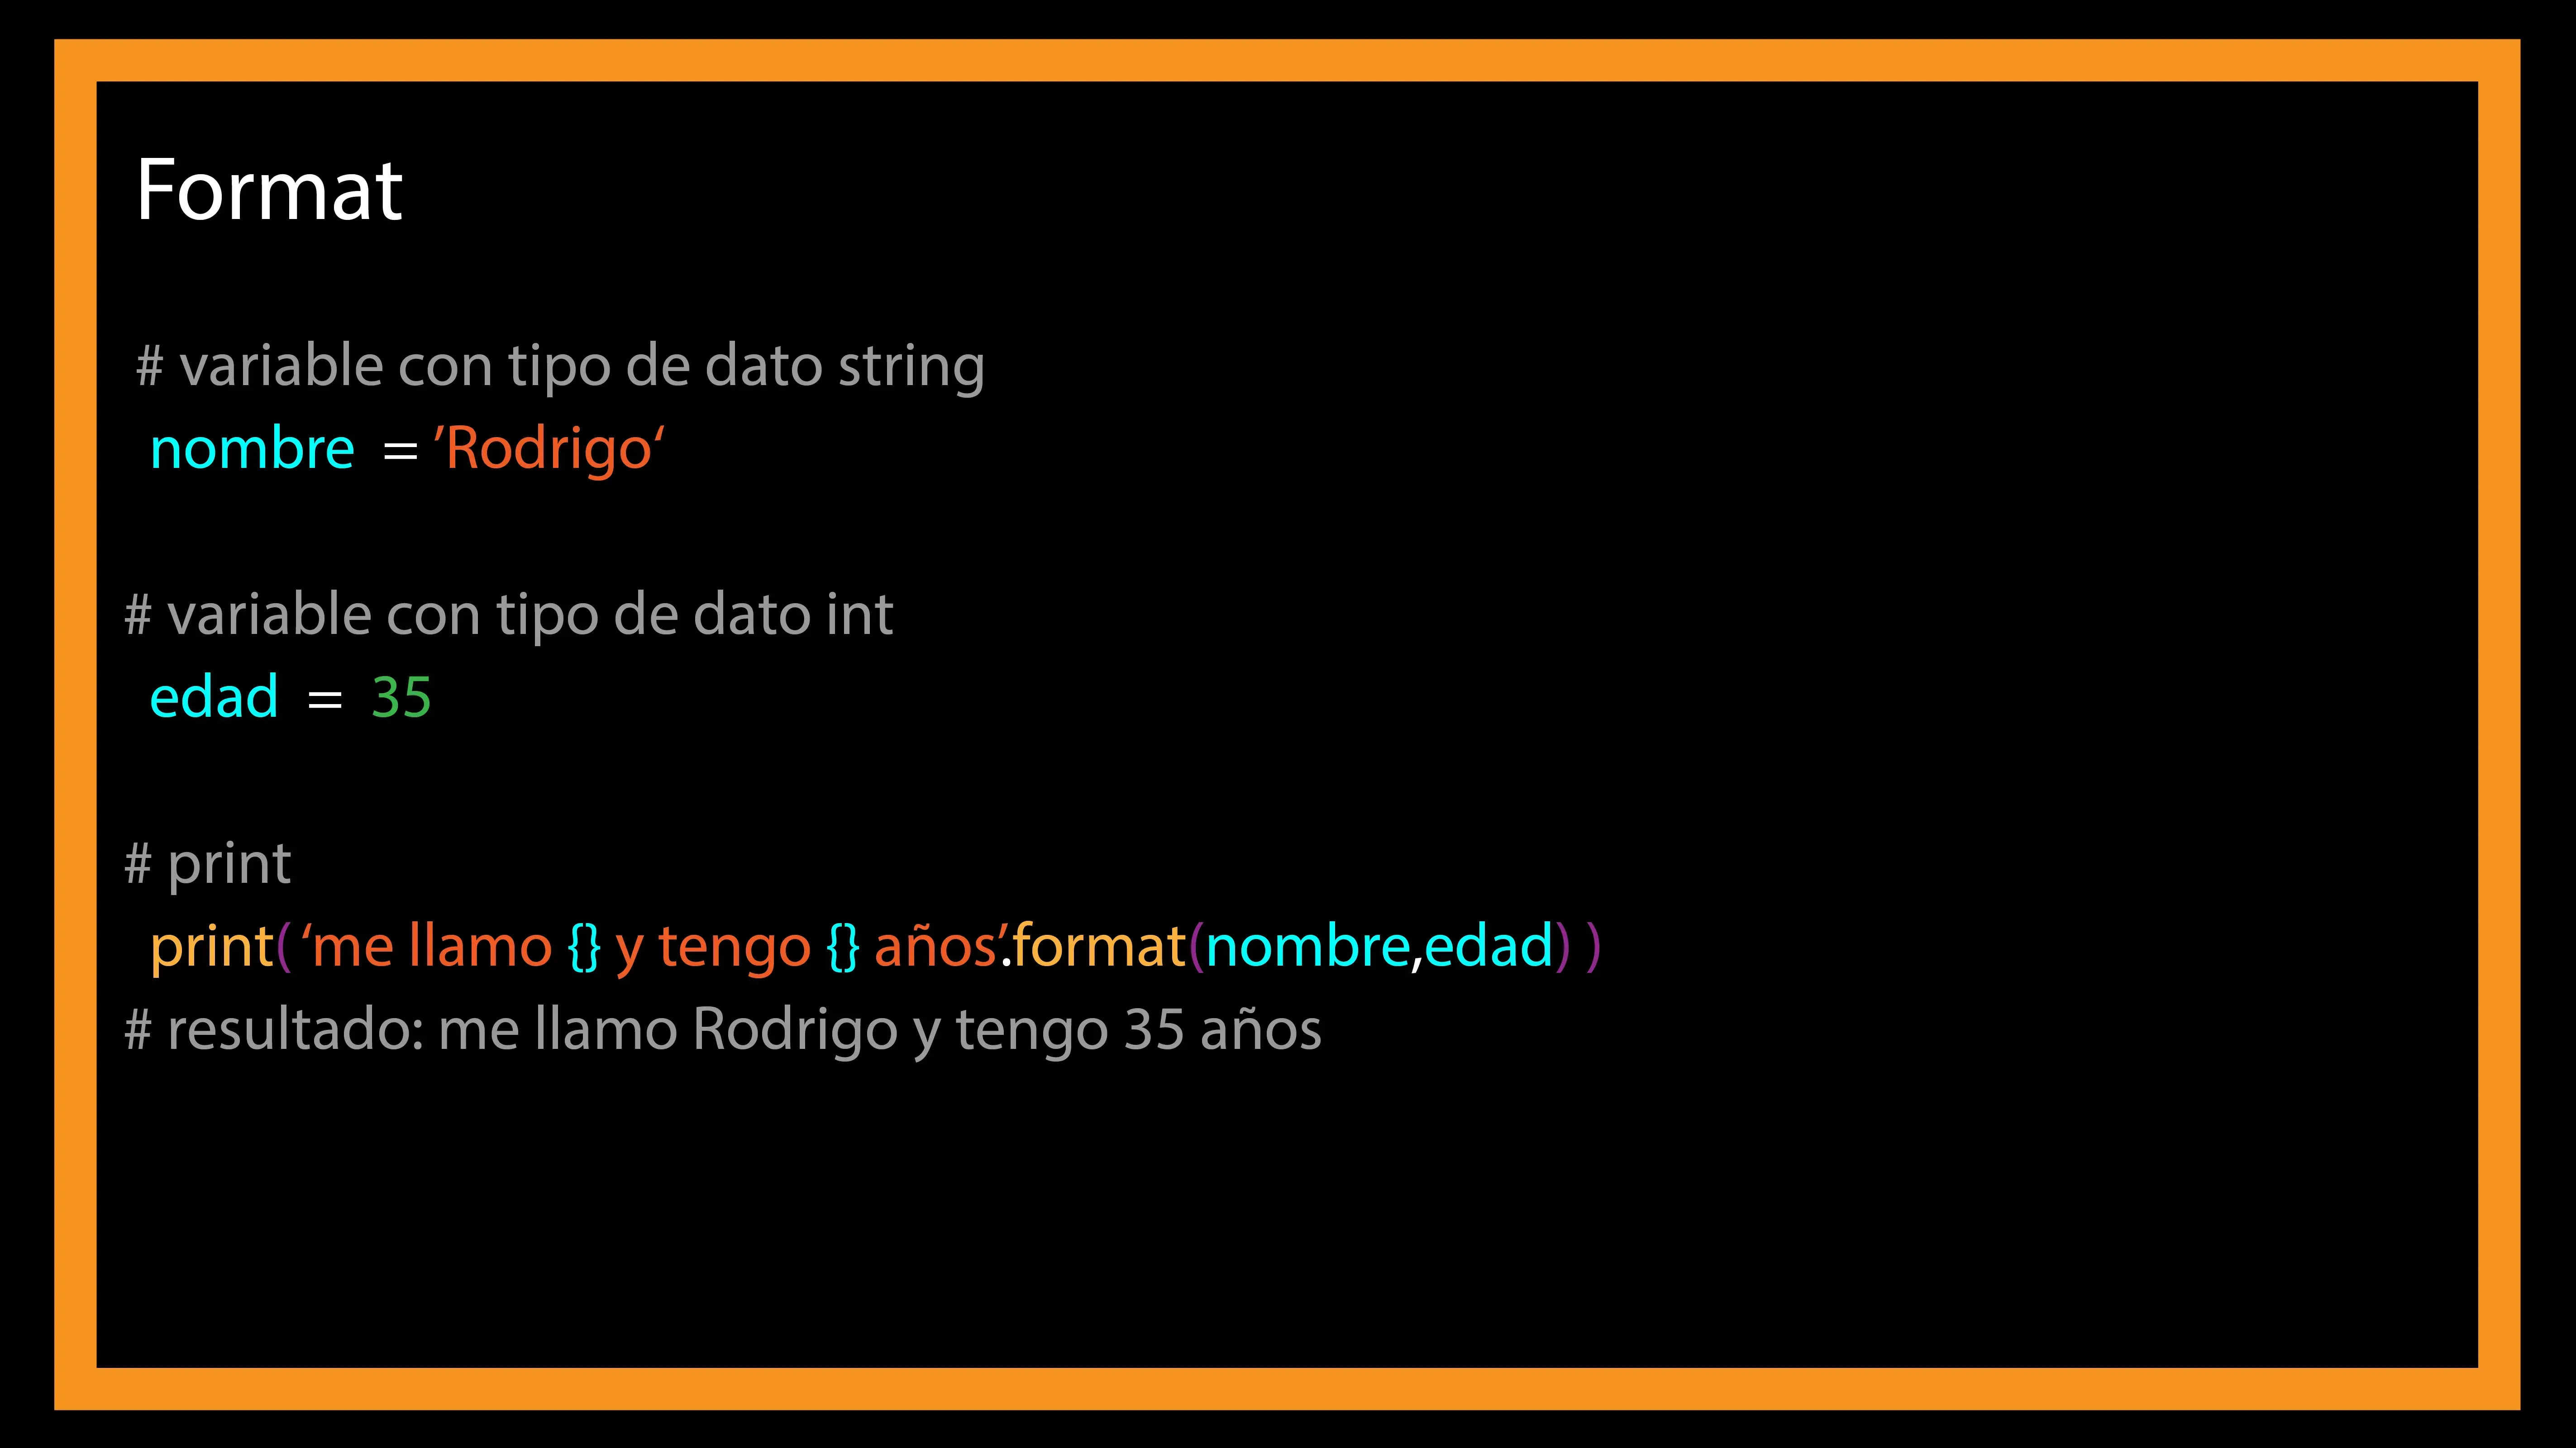 Format
# variable con tipo de dato string
nombre = ’Rodrigo‘
# variable con tipo de dato int
edad = 35
# print
print( ‘me llamo {} y tengo {} años’.format(nombre,edad) )
# resultado: me llamo Rodrigo y tengo 35 años